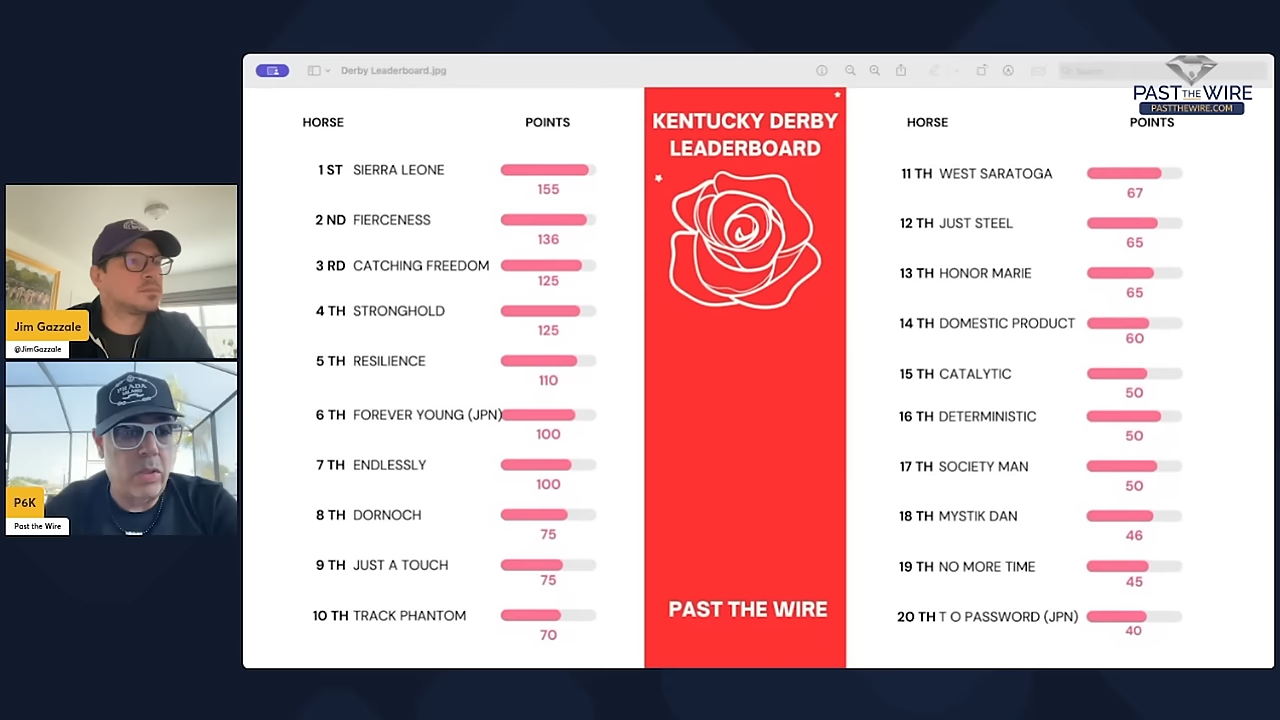 Derby Leaderboard.jpg
Search
PAST THE WIRE
PASTTHEWIRE.COM
HORSE POINTS
1 ST SIERRA LEONE
155
2 ND FIERCENESS
136
3 RD CATCHING FREEDOM
125
4 TH STRONGHOLD
125
5 TH RESILIENCE
110
6 TH FOREVER YOUNG (JPN)
100
7 TH ENDLESSLY
100
8 TH DORNOCH
75
9 TH JUST A TOUCH
75
10 TH TRACK PHANTOM
70
KENTUCKY DERBY
LEADERBOARD
PAST THE WIRE
HORSE POINTS
11 TH WEST SARATOGA
67
12 TH JUST STEEL
65
13 TH HONOR MARIE
65
14 TH DOMESTIC PRODUCT
60
15 TH CATALYTIC
50
16 TH DETERMINISTIC
50
17 TH SOCIETY MAN
50
18 TH MYSTIK DAN
46
19 TH NO MORE TIME
45
20 TH T O PASSWORD (JPN)
40
Jim Gazzale
@JimGazzale
PRADA
P6K
Past the Wire